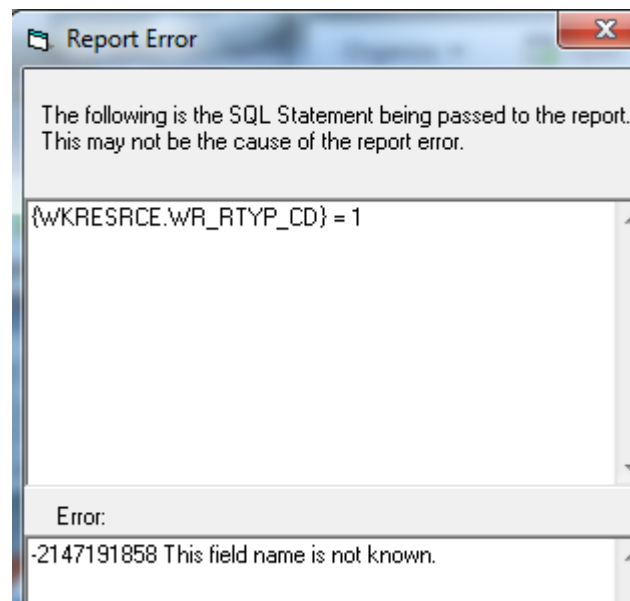 Report Error
The following is the SQL Statement being passed to the report.
This may not be the cause of the report error.
{WKRESRCE.WR_RTYP_CD} = 1
Error:
-2147191858 This field name is not known.